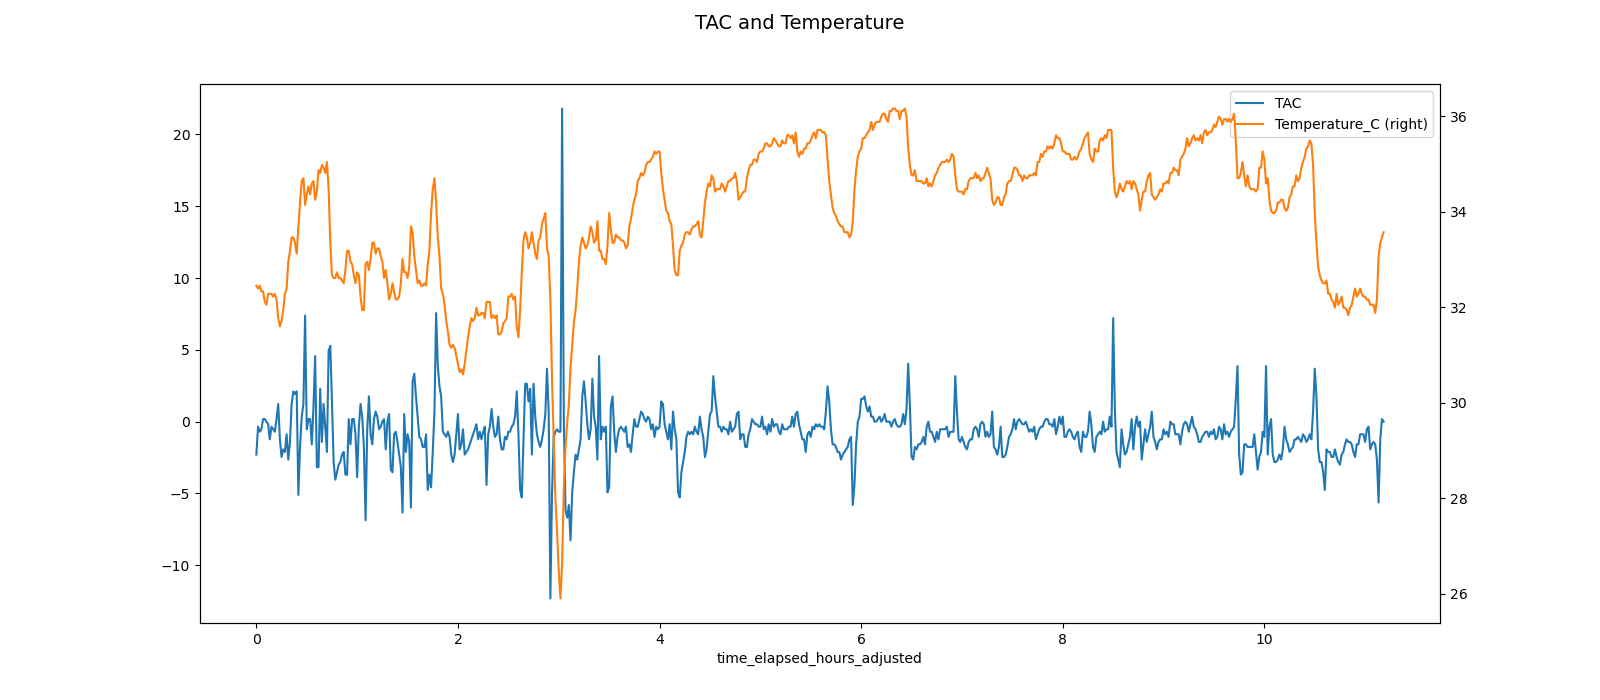 TAC and Temperature
TAC
Temperature_C (right)
20
15
10
5
0
−5
−10
36
34
32
30
28
26
0 2 4 6 8 10
time_elapsed_hours_adjusted